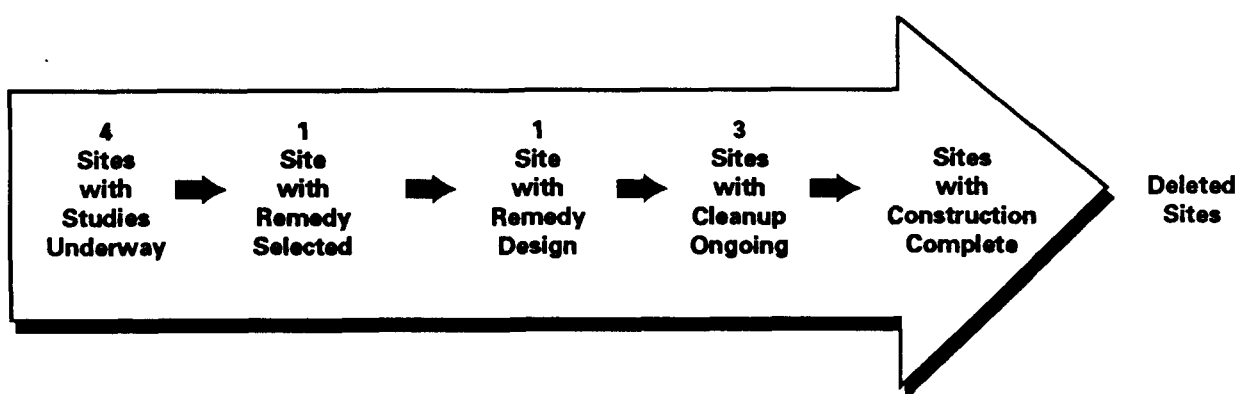 4
Sites
with
Studies
Underway
1
Site
with
Remedy
Selected
1
Site
with
Remedy
Design
3
Sites
with
Cleanup
Ongoing
Sites
with
Construction
Complete
Deleted
Sites